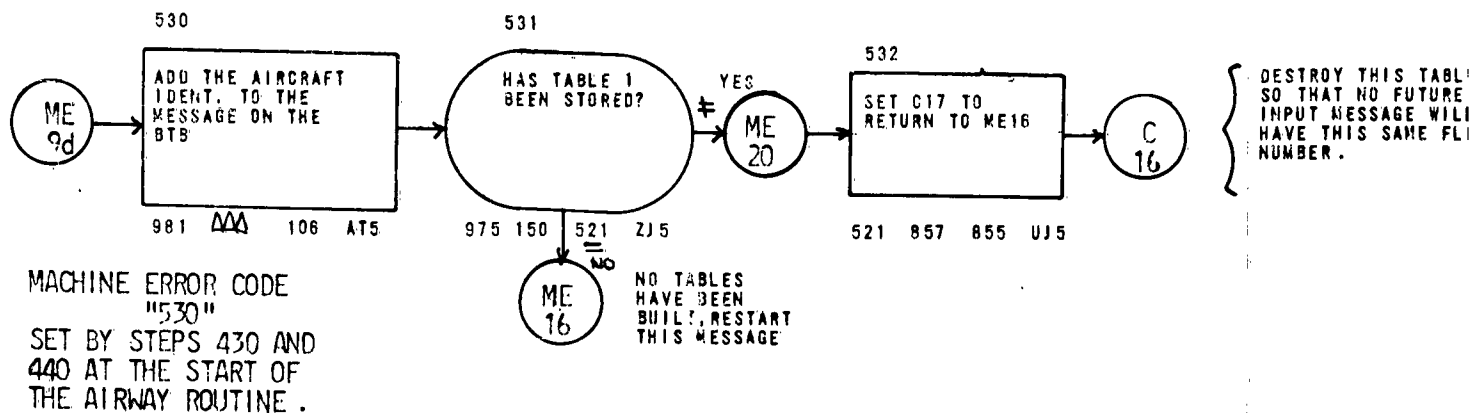 530
531
532
ME
9d
ADD THE AIRCRAFT
IDENT. TO THE
MESSAGE ON THE
BTB
HAS TABLE 1
BEEN STORED?
YES
≠
ME
20
SET C17 TO
RETURN TO ME16
C
16
DESTROY THIS TABL
SO THAT NO FUTURE
INPUT MESSAGE WILL
HAVE THIS SAME FLI
NUMBER.
981 ΔΔΔ 106 AT5
975 150 521 ZJ5
521 857 855 UJ5
=
NO
ME
16
NO TABLES
HAVE BEEN
BUILT, RESTART
THIS MESSAGE
MACHINE ERROR CODE
"530"
SET BY STEPS 430 AND
440 AT THE START OF
THE AIRWAY ROUTINE.